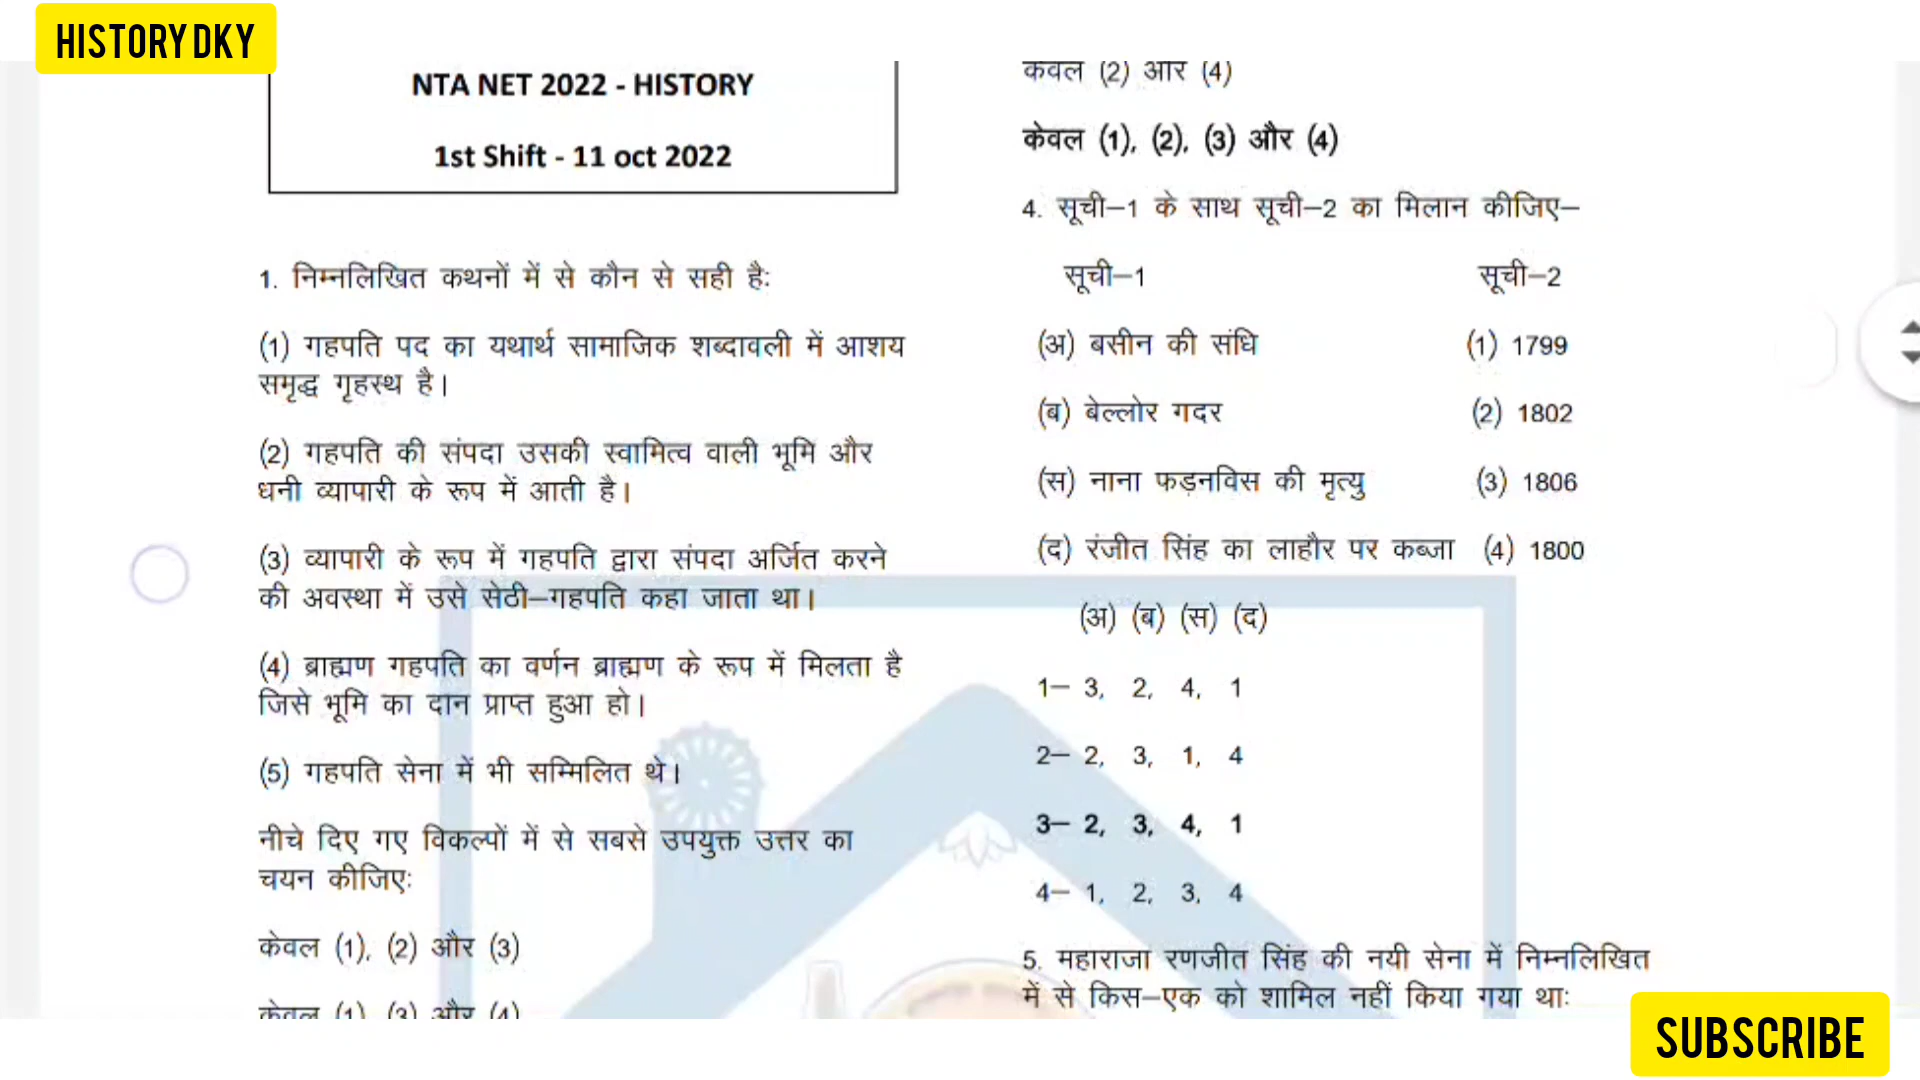 HISTORY DKY
NTA NET 2022 - HISTORY
1st Shift - 11 oct 2022
1. निम्नलिखित कथनों में से कौन से सही है:
(1) गहपति पद का यथार्थ सामाजिक शब्दावली में आशय
समृद्ध गृहस्थ है।
(2) गहपति की संपदा उसकी स्वामित्व वाली भूमि और
धनी व्यापारी के रूप में आती है।
(3) व्यापारी के रूप में गहपति द्वारा संपदा अर्जित करने
की अवस्था में उसे सेठी–गहपति कहा जाता था।
(4) ब्राह्मण गहपति का वर्णन ब्राह्मण के रूप में मिलता है
जिसे भूमि का दान प्राप्त हुआ हो।
(5) गहपति सेना में भी सम्मिलित थे।
नीचे दिए गए विकल्पों में से सबसे उपयुक्त उत्तर का
चयन कीजिए:
केवल (1), (2) और (3)
केवल (1), (3) और (4)
केवल (2) और (4)
केवल (1), (2), (3) और (4)
4. सूची–1 के साथ सूची–2 का मिलान कीजिए–
सूची–1 सूची–2
(अ) बसीन की संधि (1) 1799
(ब) बेल्लोर गदर (2) 1802
(स) नाना फड़नविस की मृत्यु (3) 1806
(द) रंजीत सिंह का लाहौर पर कब्जा (4) 1800
(अ) (ब) (स) (द)
1– 3, 2, 4, 1
2– 2, 3, 1, 4
3– 2, 3, 4, 1
4– 1, 2, 3, 4
5. महाराजा रणजीत सिंह की नयी सेना में निम्नलिखित
में से किस–एक को शामिल नहीं किया गया था:
SUBSCRIBE